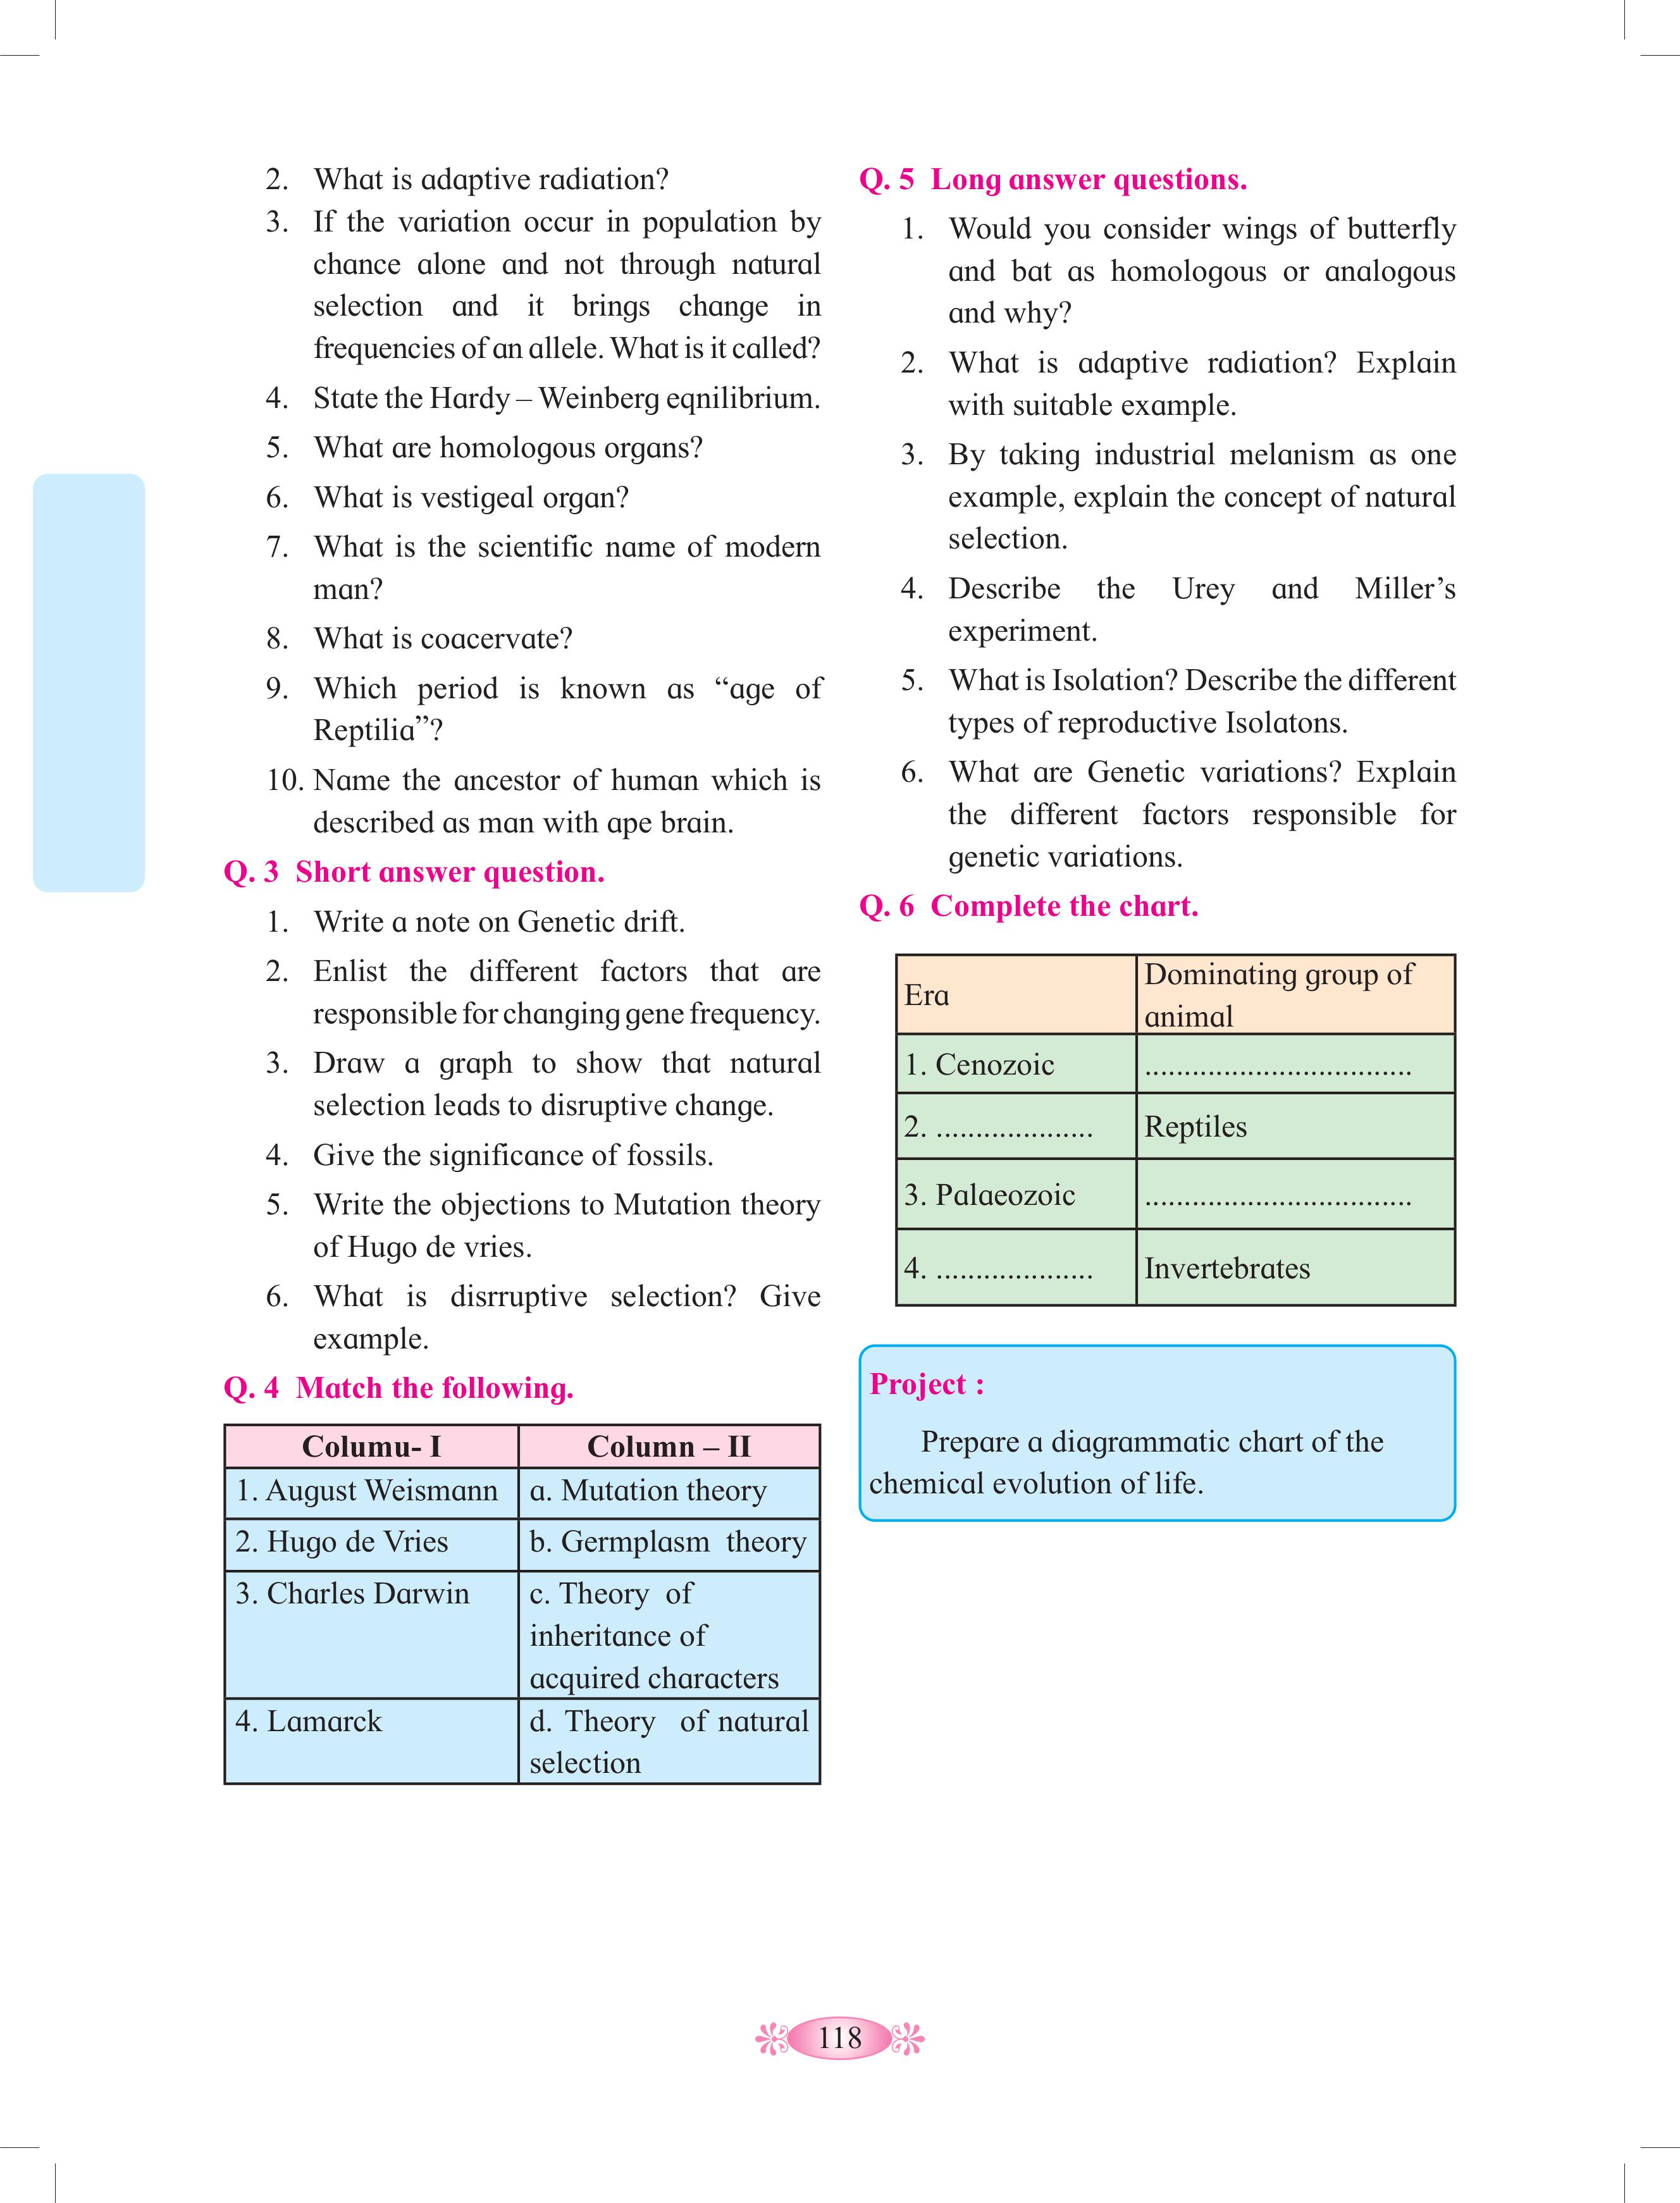 2. What is adaptive radiation?
3. If the variation occur in population by
chance alone and not through natural
selection and it brings change in
frequencies of an allele. What is it called?
4. State the Hardy – Weinberg eqnilibrium.
5. What are homologous organs?
6. What is vestigeal organ?
7. What is the scientific name of modern
man?
8. What is coacervate?
9. Which period is known as “age of
Reptilia”?
10. Name the ancestor of human which is
described as man with ape brain.
Q. 3 Short answer question.
1. Write a note on Genetic drift.
2. Enlist the different factors that are
responsible for changing gene frequency.
3. Draw a graph to show that natural
selection leads to disruptive change.
4. Give the significance of fossils.
5. Write the objections to Mutation theory
of Hugo de vries.
6. What is disrruptive selection? Give
example.
Q. 4 Match the following.
Columu- I Column – II
1. August Weismann a. Mutation theory
2. Hugo de Vries b. Germplasm theory
3. Charles Darwin c. Theory of
inheritance of
acquired characters
4. Lamarck d. Theory of natural
selection
Q. 5 Long answer questions.
1. Would you consider wings of butterfly
and bat as homologous or analogous
and why?
2. What is adaptive radiation? Explain
with suitable example.
3. By taking industrial melanism as one
example, explain the concept of natural
selection.
4. Describe the Urey and Miller’s
experiment.
5. What is Isolation? Describe the different
types of reproductive Isolatons.
6. What are Genetic variations? Explain
the different factors responsible for
genetic variations.
Q. 6 Complete the chart.
Era Dominating group of
animal
1. Cenozoic ..................................
2. .................... Reptiles
3. Palaeozoic ..................................
4. .................... Invertebrates
Project :
Prepare a diagrammatic chart of the
chemical evolution of life.
118